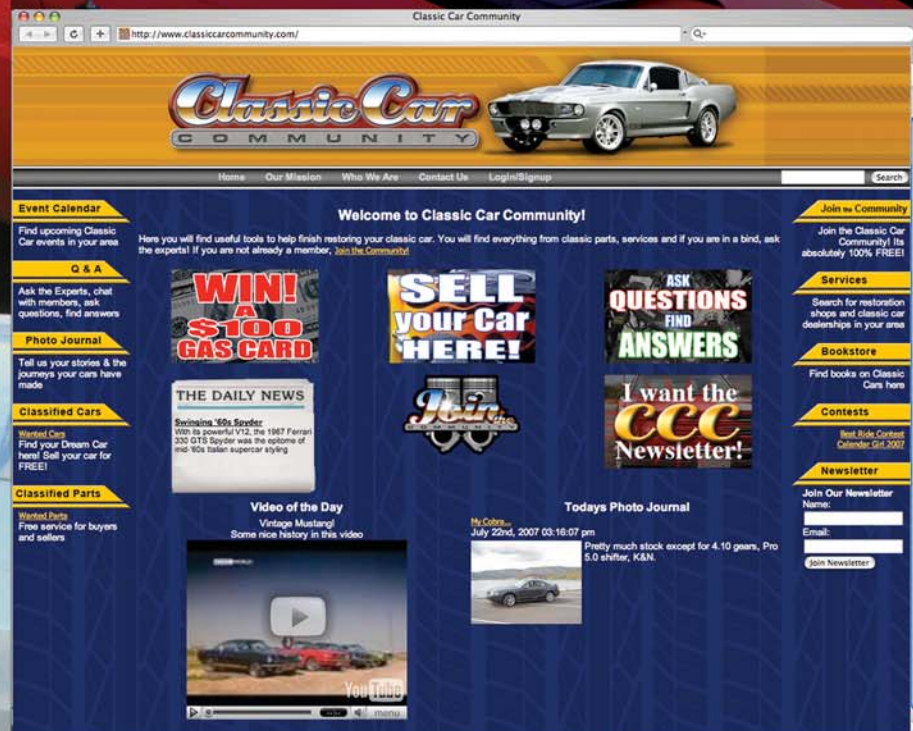 Classic Car Community
http://www.classiccarcommunity.com/
Classic Car
COMMUNITY
Home Our Mission Who We Are Contact Us Login/Signup
Search
Event Calendar
Find upcoming Classic
Car events in your area
Q & A
Ask the Experts, chat
with members, ask
questions, find answers
Photo Journal
Tell us your stories & the
journeys your cars have
made
Classified Cars
Wanted Cars
Find your Dream Car
here! Sell your car for
FREE!
Classified Parts
Wanted Parts
Free service for buyers
and sellers
Welcome to Classic Car Community!
Here you will find useful tools to help finish restoring your classic car. You will find everything from classic parts, services and if you are in a bind, ask
the experts! If you are not already a member, Join the Community!
WIN!
A
$100
GAS CARD
SELL
your Car
HERE!
ASK
QUESTIONS
FIND
ANSWERS
THE DAILY NEWS
Swinging '60s Spyder
With its powerful V12, the 1967 Ferrari
330 GTS Spyder was the epitome of
mid-'60s Italian supercar styling
Join the
COMMUNITY
I want the
CCC
Newsletter!
Video of the Day
Vintage Mustang!
Some nice history in this video
YouTube
menu
Todays Photo Journal
My Cobra...
July 22nd, 2007 03:16:07 pm
Pretty much stock except for 4.10 gears, Pro
5.0 shifter, K&N.
Join the Community
Join the Classic Car
Community! Its
absolutely 100% FREE!
Services
Search for restoration
shops and classic car
dealerships in your area
Bookstore
Find books on Classic
Cars here
Contests
Best Ride Contest
Calendar Girl 2007
Newsletter
Join Our Newsletter
Name:
Email:
Join Newsletter